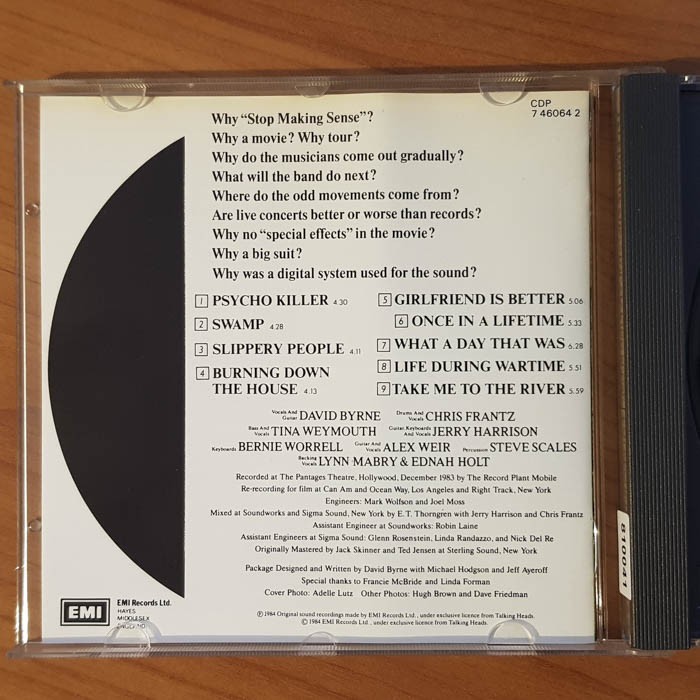 CDP
7 46064 2
Why "Stop Making Sense"?
Why a movie? Why tour?
Why do the musicians come out gradually?
What will the band do next?
Where do the odd movements come from?
Are live concerts better or worse than records?
Why no "special effects" in the movie?
Why a big suit?
Why was a digital system used for the sound?
1 PSYCHO KILLER 4.30
2 SWAMP 4.28
3 SLIPPERY PEOPLE 4.11
4 BURNING DOWN
THE HOUSE 4.13
5 GIRLFRIEND IS BETTER 5.06
6 ONCE IN A LIFETIME 5.33
7 WHAT A DAY THAT WAS 6.28
8 LIFE DURING WARTIME 5.51
9 TAKE ME TO THE RIVER 5.59
Vocals And Guitar DAVID BYRNE Drums And Vocals CHRIS FRANTZ
Bass And Vocals TINA WEYMOUTH Guitar, Keyboards And Vocals JERRY HARRISON
Keyboards BERNIE WORRELL Guitar And Vocals ALEX WEIR Percussion STEVE SCALES
Backing Vocals LYNN MABRY & EDNAH HOLT
Recorded at The Pantages Theatre, Hollywood, December 1983 by The Record Plant Mobile
Re-recording for film at Can Am and Ocean Way, Los Angeles and Right Track, New York
Engineers: Mark Wolfson and Joel Moss
Mixed at Soundworks and Sigma Sound, New York by E. T. Thorngren with Jerry Harrison and Chris Frantz
Assistant Engineer at Soundworks: Robin Laine
Assistant Engineers at Sigma Sound: Glenn Rosenstein, Linda Randazzo, and Nick Del Re
Originally Mastered by Jack Skinner and Ted Jensen at Sterling Sound, New York
Package Designed and Written by David Byrne with Michael Hodgson and Jeff Ayeroff
Special thanks to Francie McBride and Linda Forman
Cover Photo: Adelle Lutz Other Photos: Hugh Brown and Dave Friedman
℗ 1984 Original sound recordings made by EMI Records Ltd., under exclusive licence from Talking Heads.
© 1984 EMI Records Ltd., under exclusive licence from Talking Heads.
EMI
EMI Records Ltd.
HAYES
MIDDLESEX
ENGLAND
810041